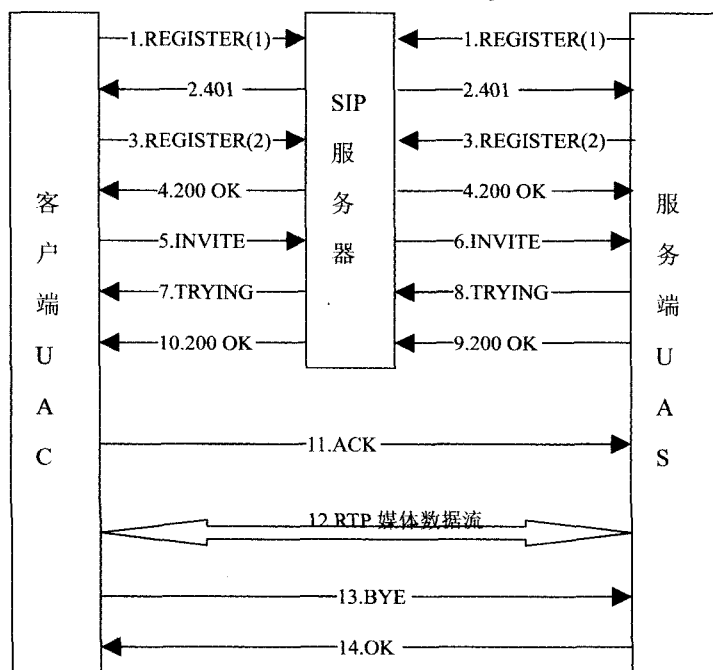 1.REGISTER(1)
1.REGISTER(1)
2.401
2.401
3.REGISTER(2)
3.REGISTER(2)
4.200 OK
4.200 OK
5.INVITE
6.INVITE
7.TRYING
8.TRYING
10.200 OK
9.200 OK
SIP
服
务
器
客
户
端
U
A
C
服
务
端
U
A
S
11.ACK
12.RTP 媒体数据流
13.BYE
14.OK